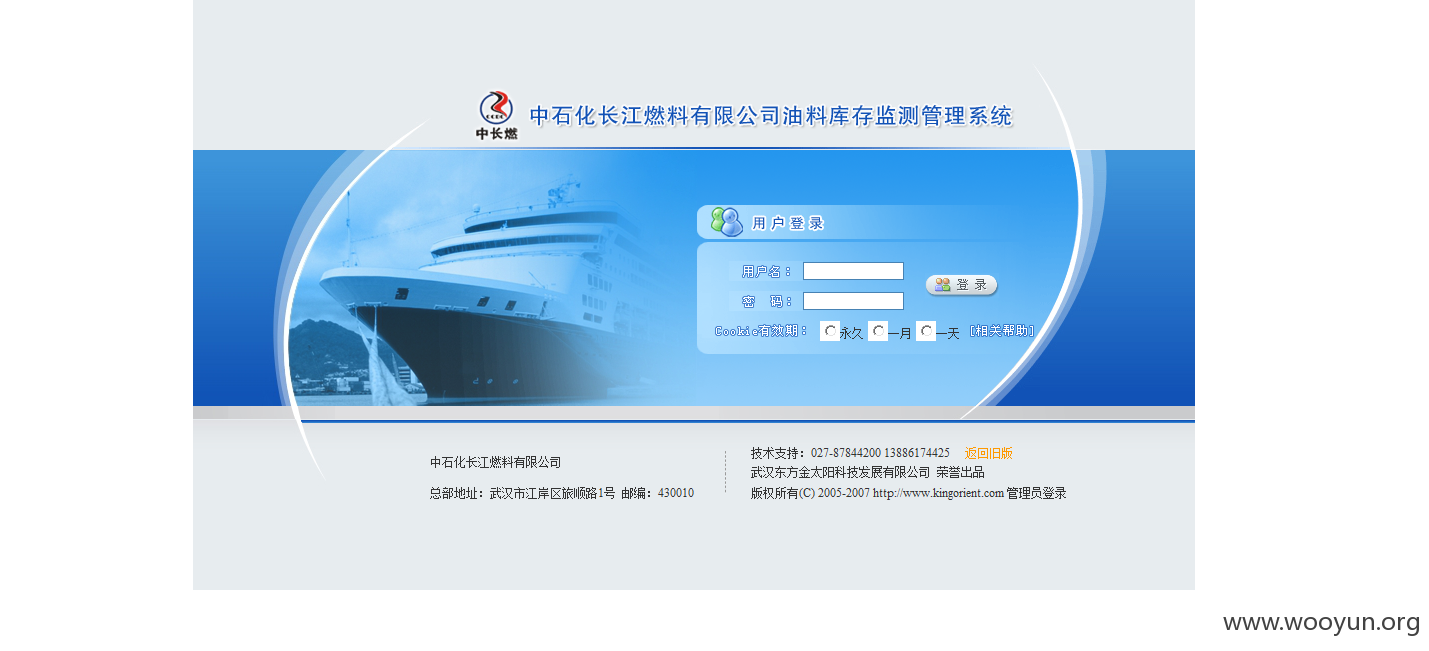 中长燃
中石化长江燃料有限公司油料库存监测管理系统
用户登录
用户名：
密 码：
登 录
Cookie有效期： 永久 一月 一天 [相关帮助]
中石化长江燃料有限公司
总部地址：武汉市江岸区旅顺路1号 邮编：430010
技术支持：027-87844200 13886174425 返回旧版
武汉东方金太阳科技发展有限公司 荣誉出品
版权所有(C) 2005-2007 http://www.kingorient.com 管理员登录
www.wooyun.org